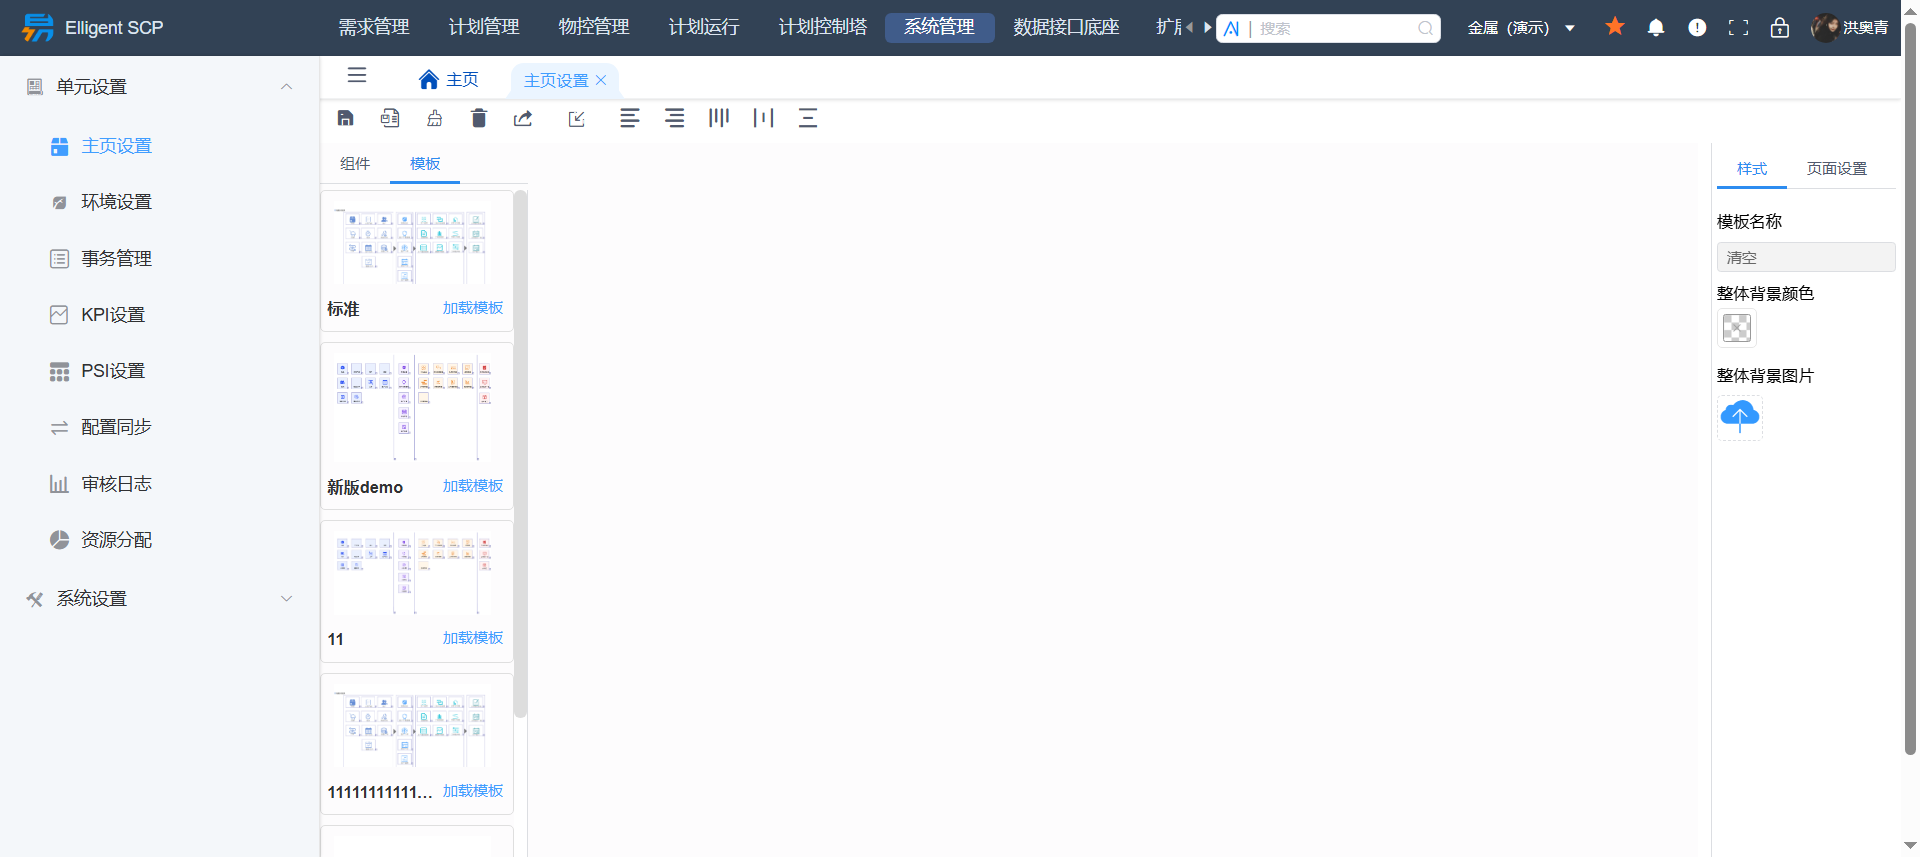 Elligent SCP
需求管理
计划管理
物控管理
计划运行
计划控制塔
系统管理
数据接口底座
AI | 搜索
金属（演示）
洪奥青
单元设置
主页设置
环境设置
事务管理
KPI设置
PSI设置
配置同步
审核日志
资源分配
系统设置
主页
主页设置
组件
模板
标准
加载模板
新版demo
加载模板
11
加载模板
11111111111...
加载模板
样式
页面设置
模板名称
清空
整体背景颜色
整体背景图片